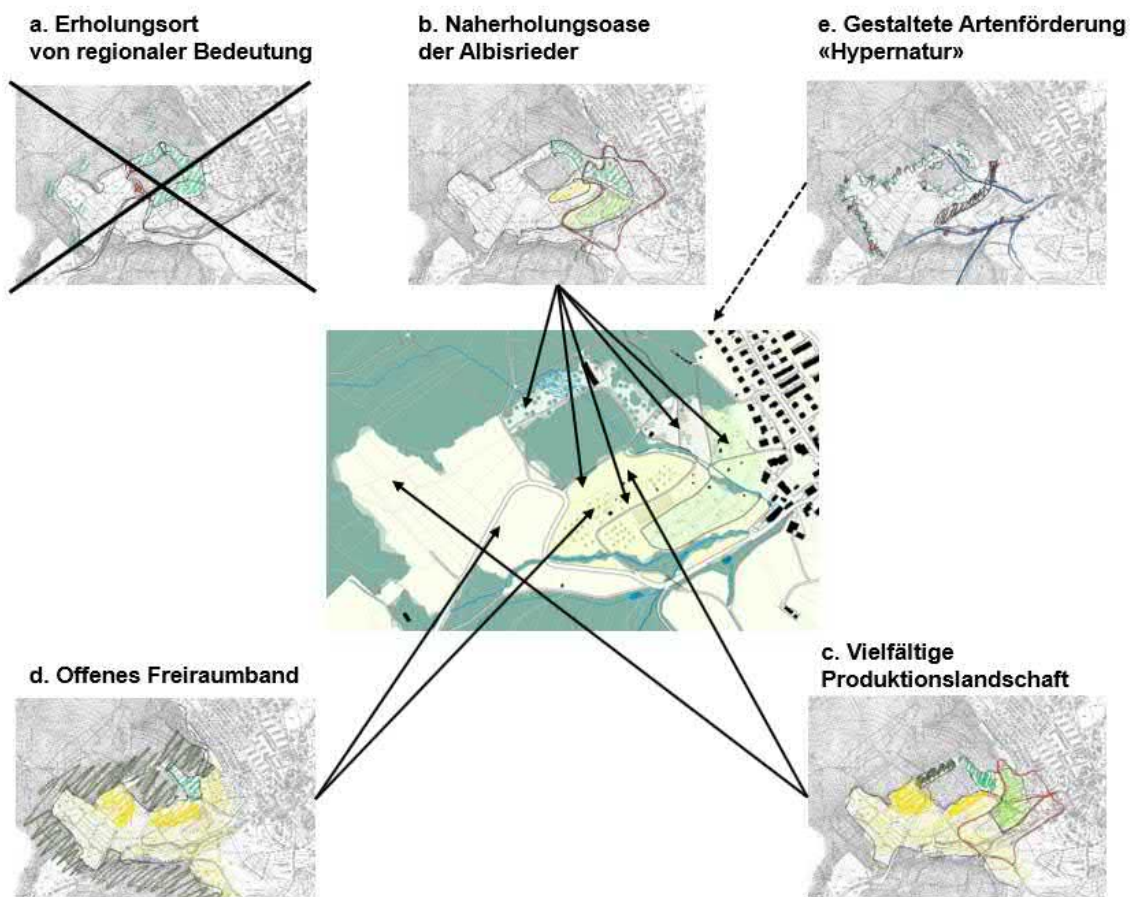 a. Erholungsort
von regionaler Bedeutung
b. Naherholungsoase
der Albisrieder
e. Gestaltete Artenförderung
«Hypernatur»
d. Offenes Freiraumband
c. Vielfältige
Produktionslandschaft